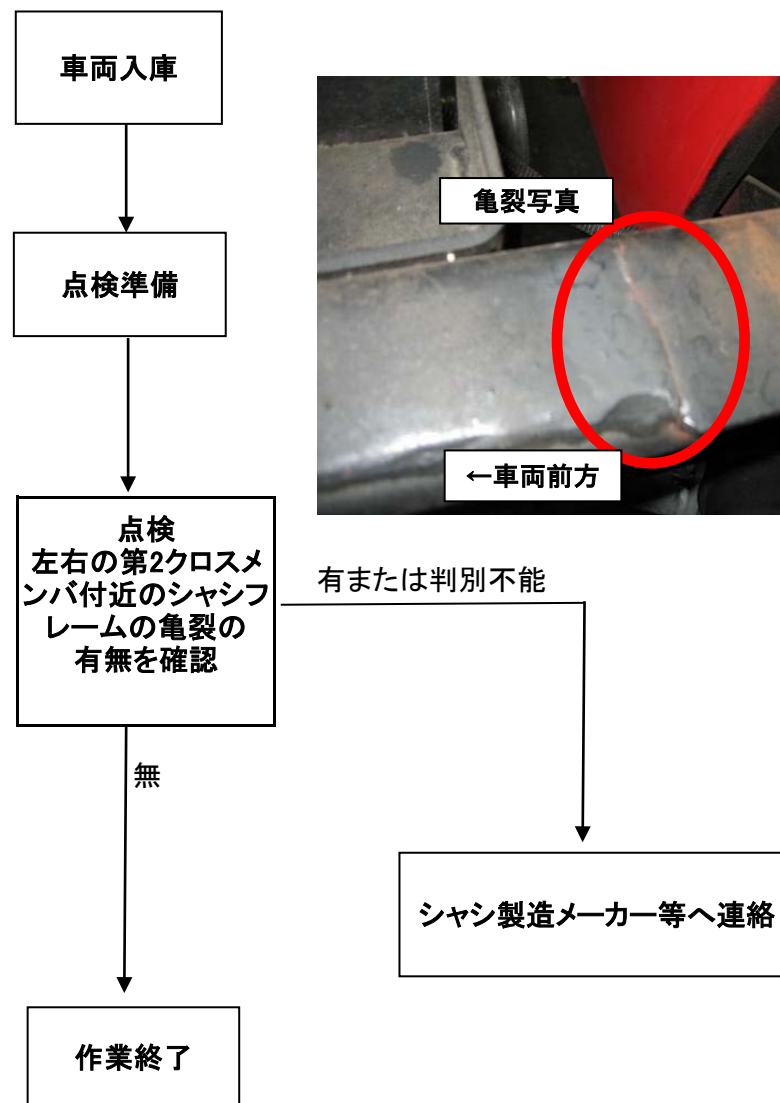 車両入庫
亀裂写真
点検準備
←車両前方
点検
左右の第2クロスメ
ンバ付近のシャシフ
レームの亀裂の
有無を確認
有または判別不能
無
シャシ製造メーカー等へ連絡
作業終了